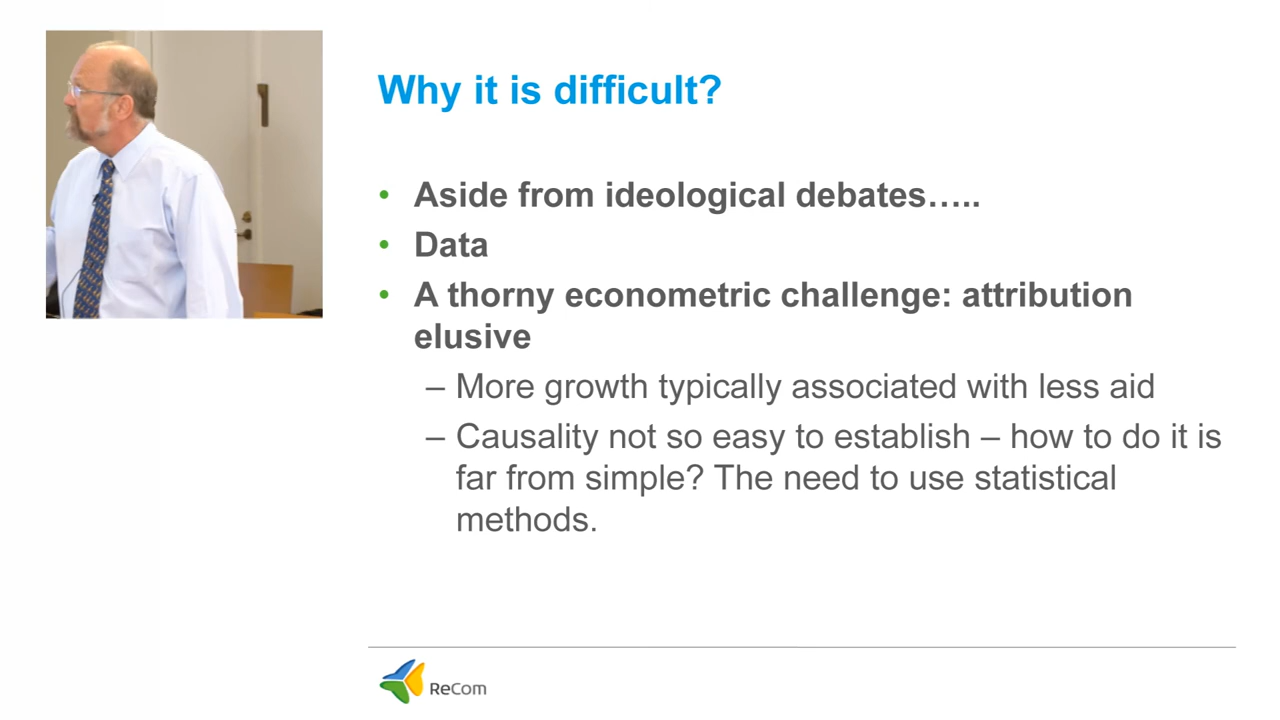 Why it is difficult?
• Aside from ideological debates…..
• Data
• A thorny econometric challenge: attribution
elusive
– More growth typically associated with less aid
– Causality not so easy to establish – how to do it is
far from simple? The need to use statistical
methods.
ReCom